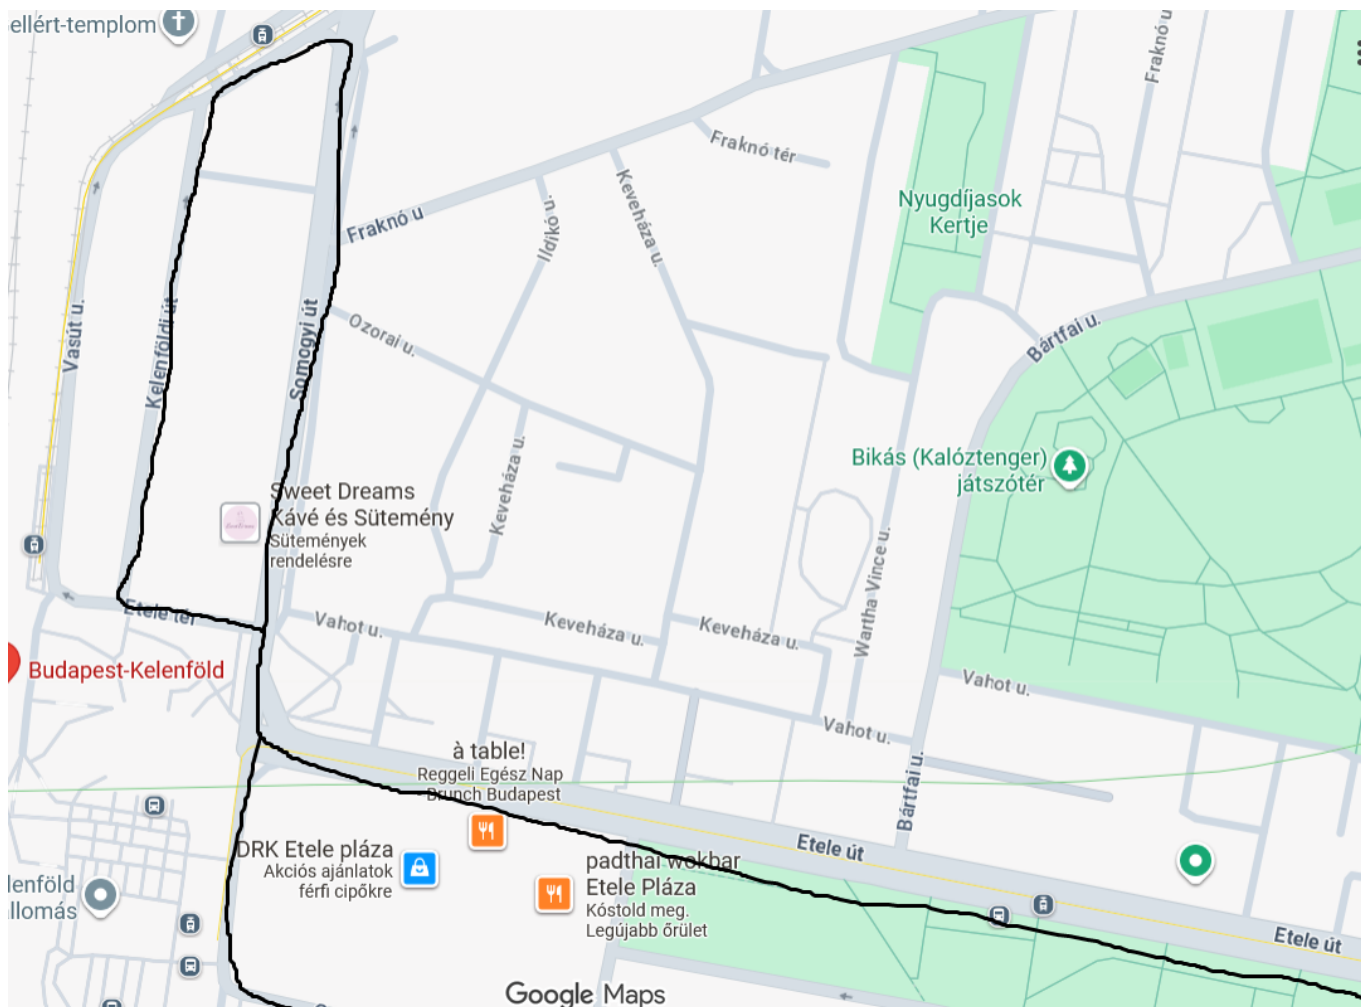 ellért-templom
Fraknó u
Fraknó tér
Nyugdíjasok
Kertje
Keveháza u.
Ildikó u.
Fraknó u
Vasút u.
Kelenföldi út
Somogyi út
Ozorai u.
Bártfai u.
Keveháza u.
Bikás (Kalóztenger)
játszótér
Sweet Dreams
Kávé és Sütemény
Sütemények
rendelésre
Wartha Vince u.
Etele tér
Vahot u.
Keveháza u.
Keveháza u.
Budapest-Kelenföld
Vahot u.
Vahot u.
à table!
Reggeli Egész Nap
- Brunch Budapest
Bártfai u.
Etele út
DRK Etele pláza
Akciós ajánlatok
férfi cipőkre
padthai wokbar
Etele Pláza
Kóstold meg.
Legújabb őrület
lenföld
llomás
Etele út
Google Maps